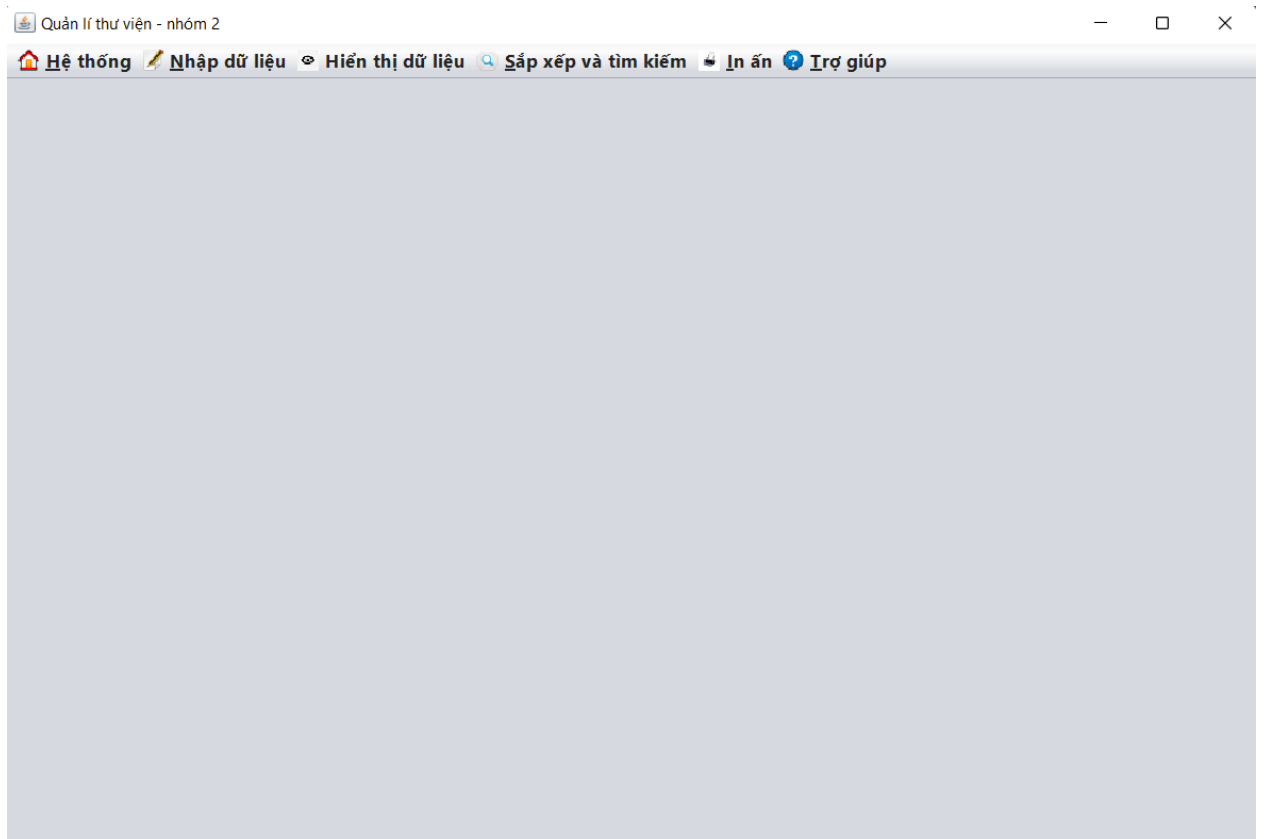 Quản lí thư viện - nhóm 2
Hệ thống Nhập dữ liệu Hiển thị dữ liệu Sắp xếp và tìm kiếm In ấn Trợ giúp